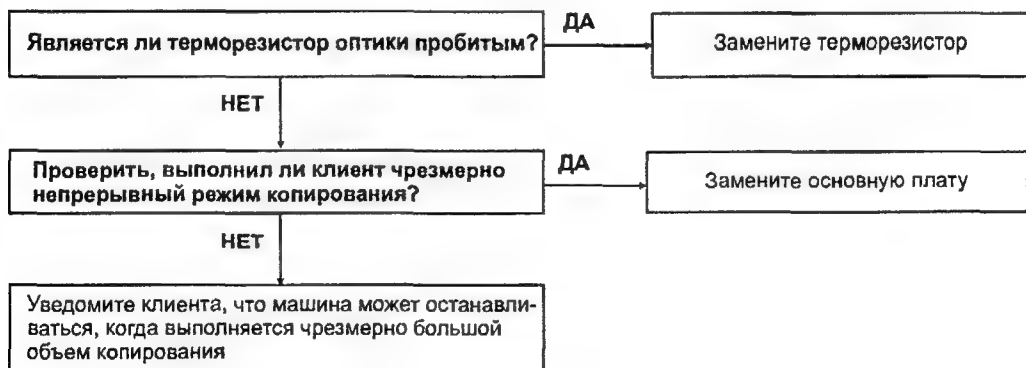 Является ли терморезистор оптики пробитым?
ДА
Замените терморезистор
НЕТ
Проверить, выполнил ли клиент чрезмерно
непрерывный режим копирования?
ДА
Замените основную плату
НЕТ
Уведомите клиента, что машина может останавли-
ваться, когда выполняется чрезмерно большой
объем копирования